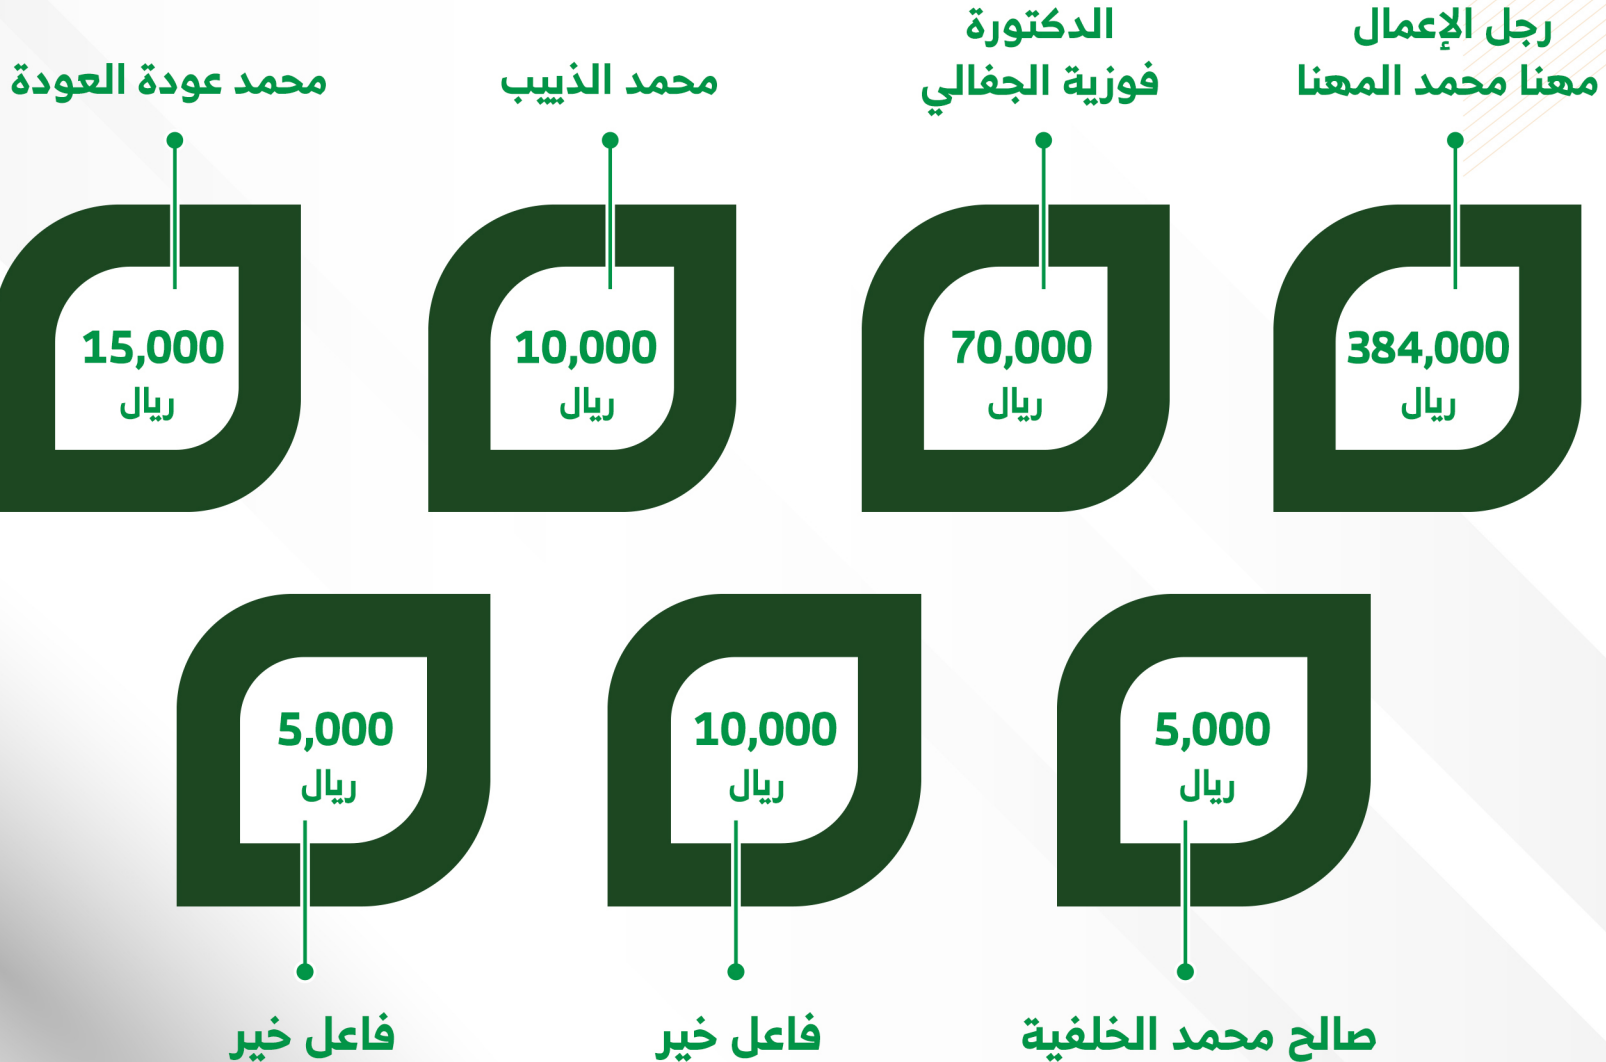 رجل الإعمال
مهنا محمد المهنا
384,000
ريال
الدكتورة
فوزية الجفالي
70,000
ريال
محمد الذييب
10,000
ريال
محمد عودة العودة
15,000
ريال
5,000
ريال
صالح محمد الخلفية
10,000
ريال
فاعل خير
5,000
ريال
فاعل خير